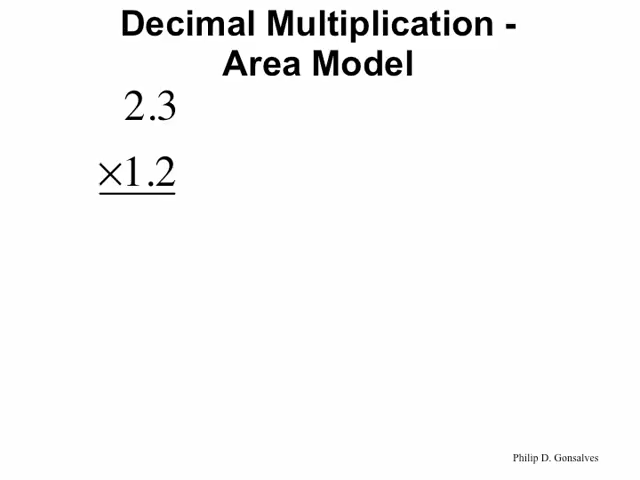 Decimal Multiplication -
Area Model
2.3
×1.2
Philip D. Gonsalves